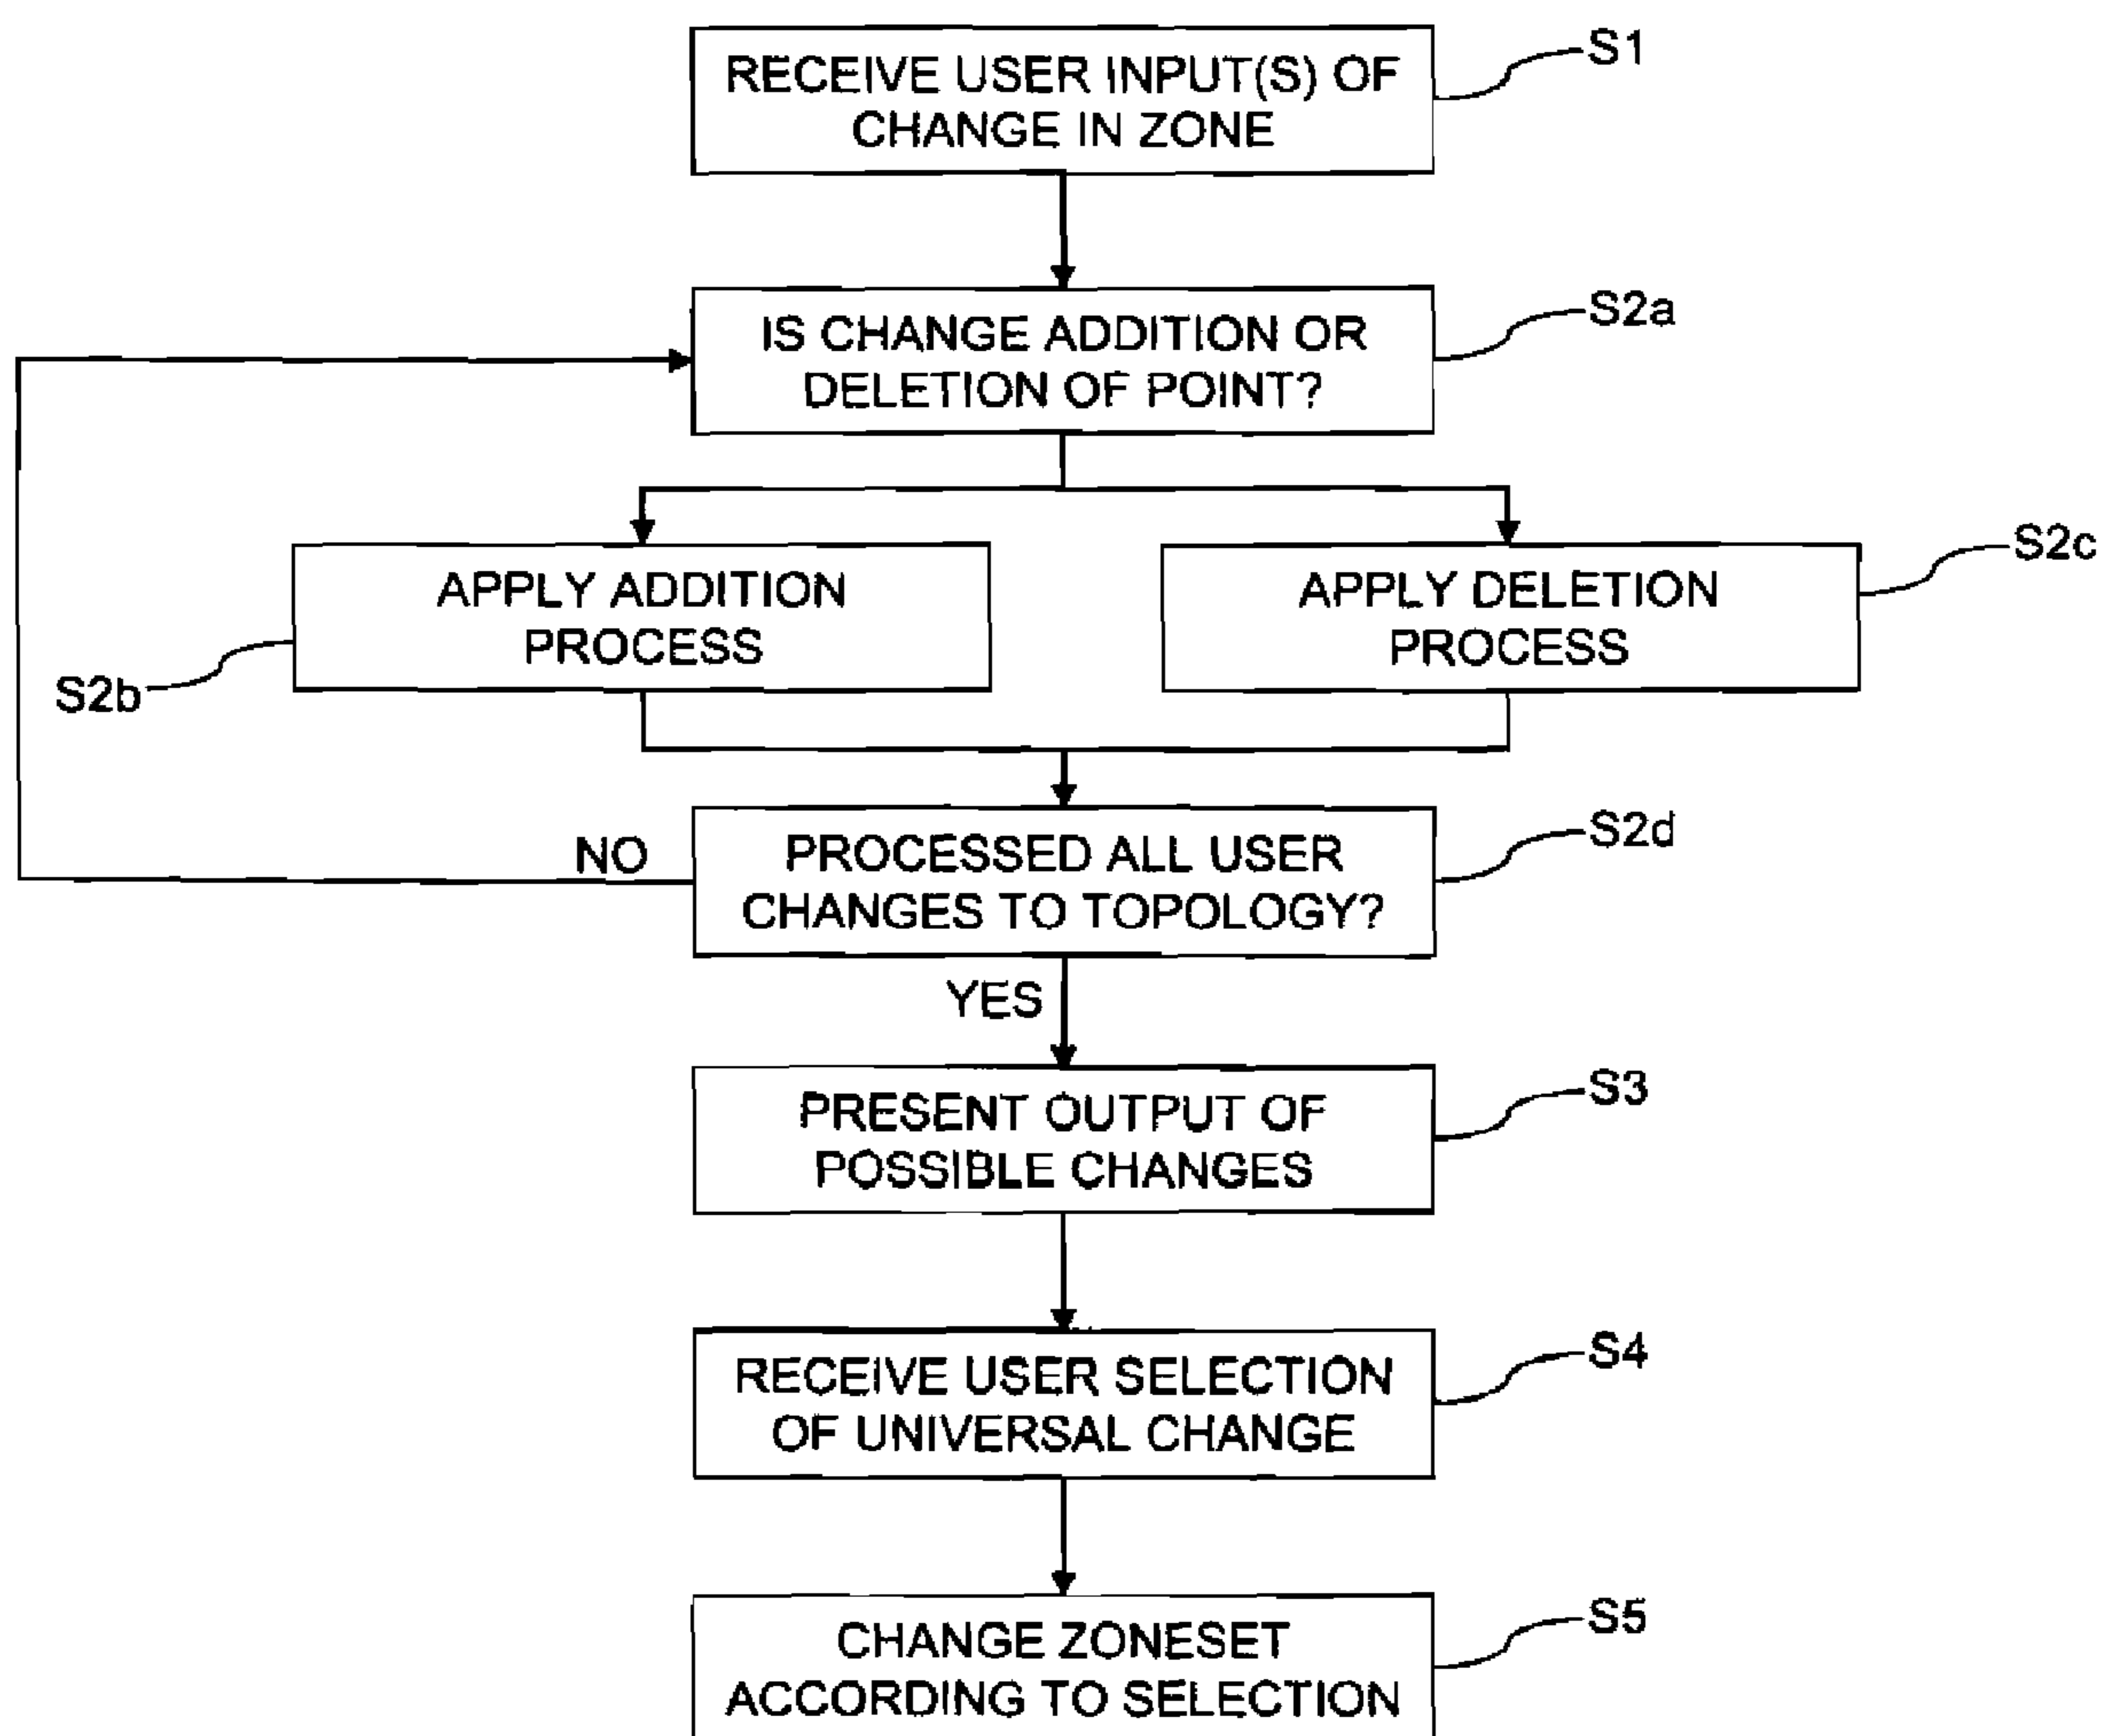 RECEIVE USER INPUT(S) OF
CHANGE IN ZONE
S1
IS CHANGE ADDITION OR
DELETION OF POINT?
S2a
APPLY ADDITION
PROCESS
S2b
APPLY DELETION
PROCESS
S2c
PROCESSED ALL USER
CHANGES TO TOPOLOGY?
S2d
NO
YES
PRESENT OUTPUT OF
POSSIBLE CHANGES
S3
RECEIVE USER SELECTION
OF UNIVERSAL CHANGE
S4
CHANGE ZONESET
ACCORDING TO SELECTION
S5